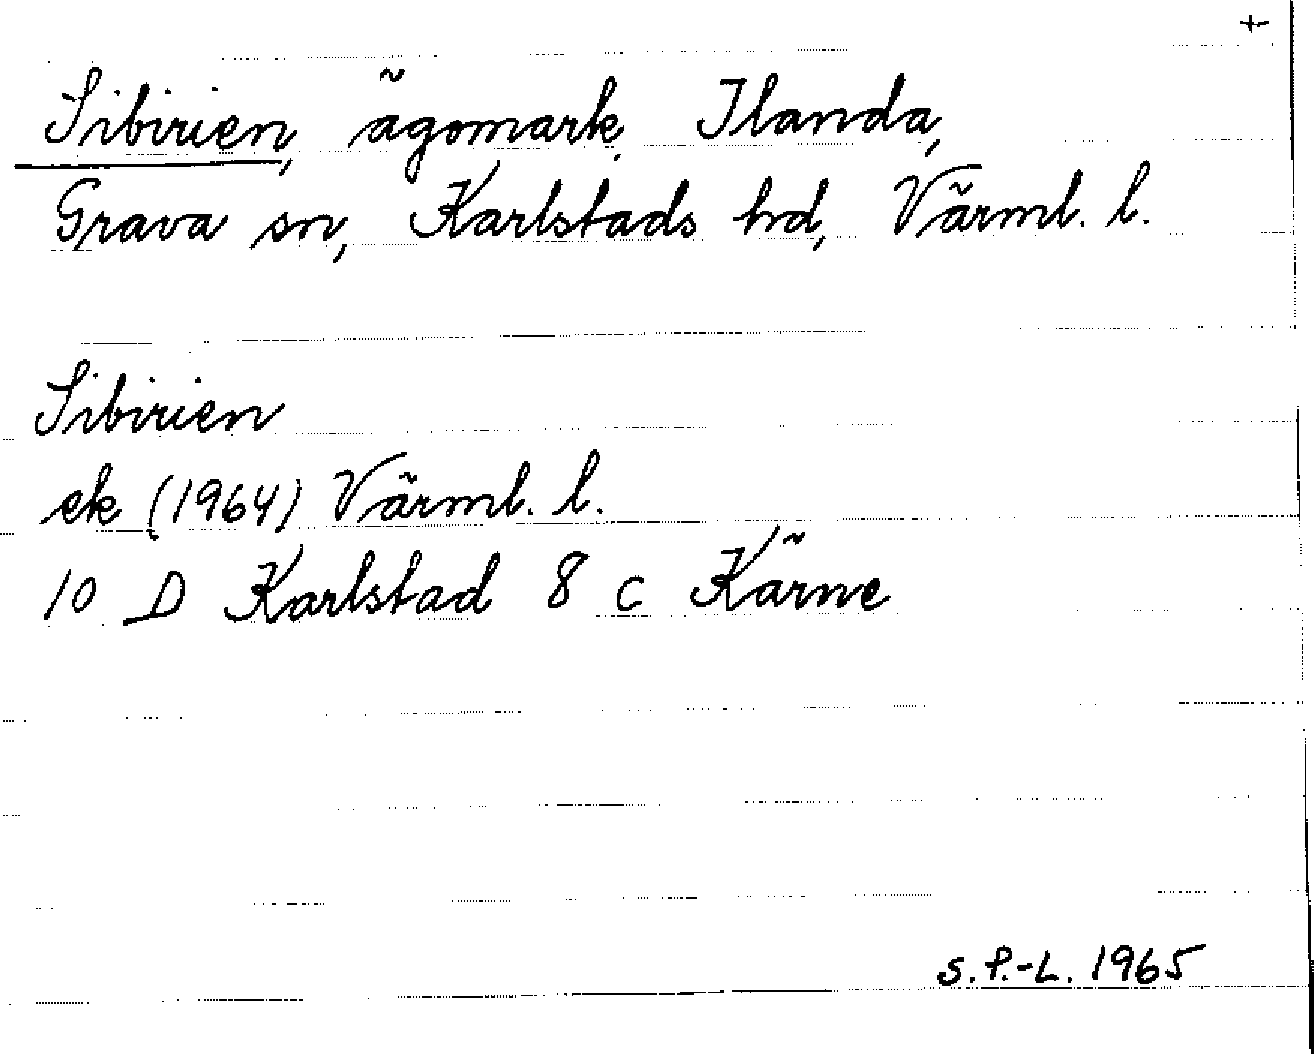 +
Sibirien, ägomark, Ilanda,
Grava sn, Karlstads hd, Värml. l.
Sibirien
ek (1964) Värml. l.
10 D Karlstad 8 c Kärne
S.P.-L. 1965